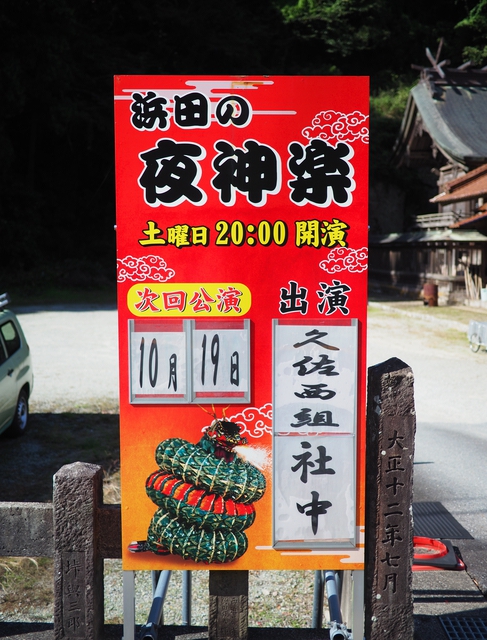 浜田の
夜神楽
土曜日 20:00 開演
次回公演
出演
10月
19日
久佐西組
社中
大正十二年七月